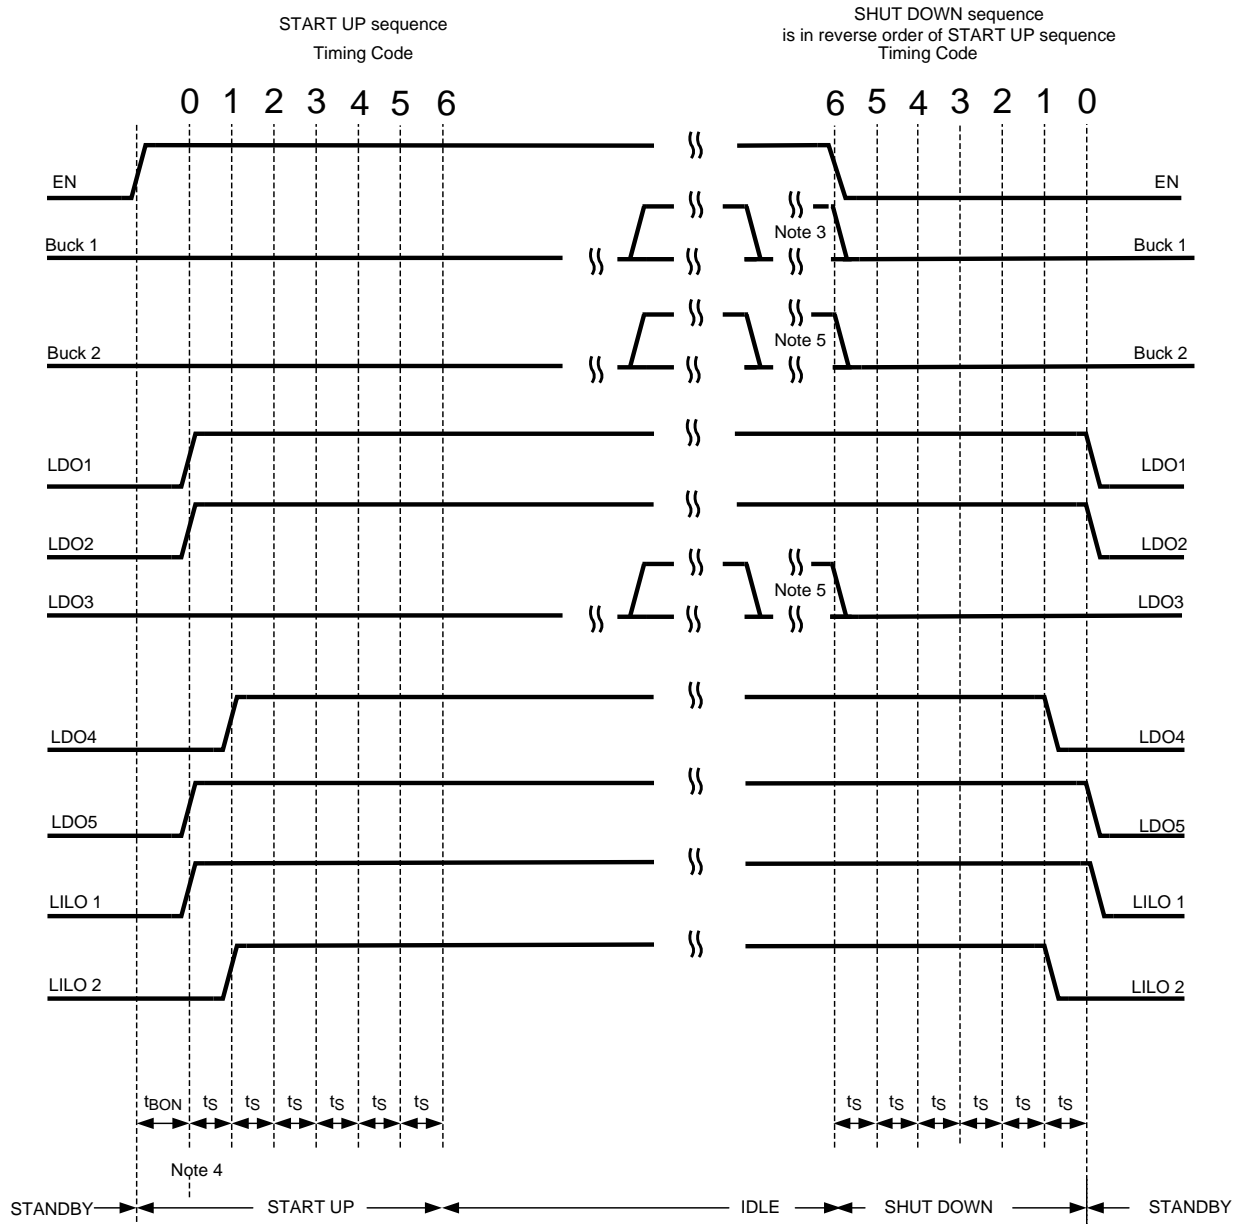 START UP sequence
Timing Code
SHUT DOWN sequence
is in reverse order of START UP sequence
Timing Code
0 1 2 3 4 5 6
6 5 4 3 2 1 0
EN
EN
Buck 1
Note 3
Buck 1
Buck 2
Note 5
Buck 2
LDO1
LDO1
LDO2
LDO2
LDO3
Note 5
LDO3
LDO4
LDO4
LDO5
LDO5
LILO 1
LILO 1
LILO 2
LILO 2
tBON tS tS tS tS tS tS
tS tS tS tS tS tS
Note 4
STANDBY START UP IDLE SHUT DOWN STANDBY